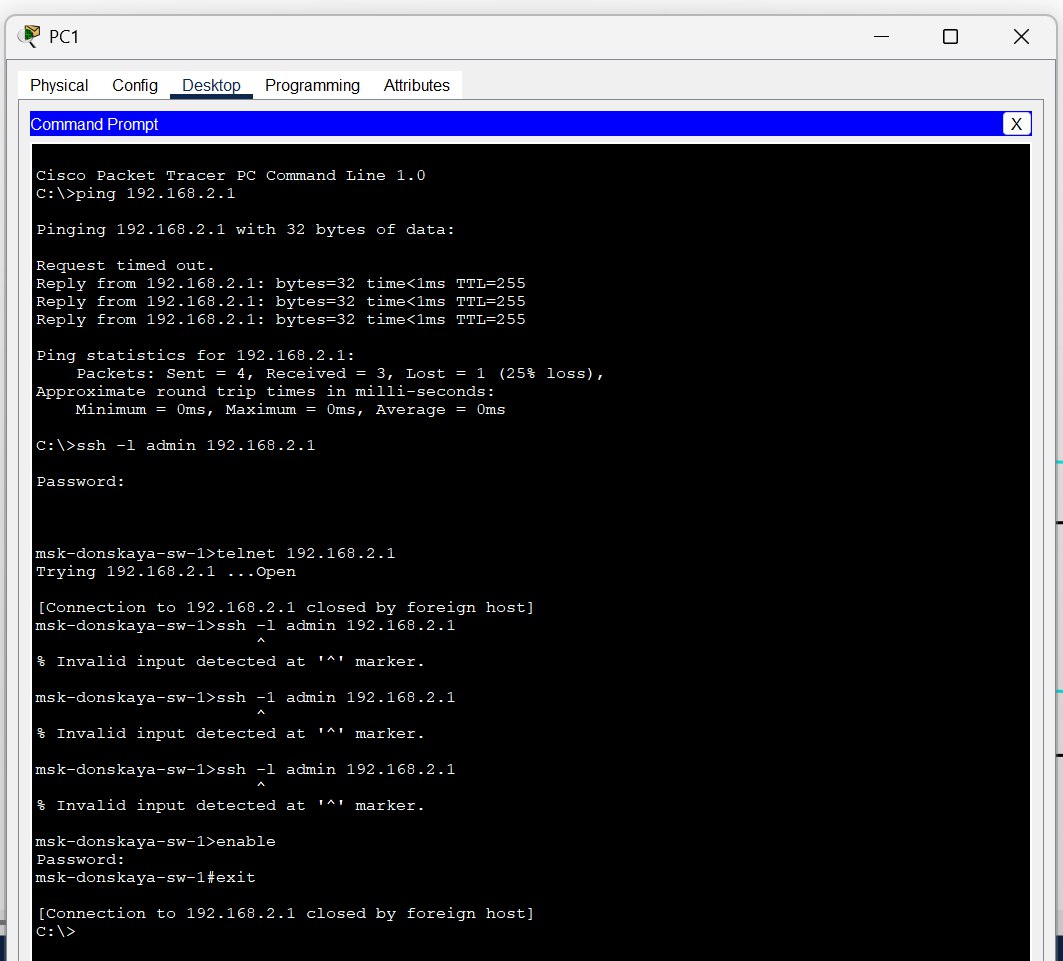 PC1
Physical Config Desktop Programming Attributes
Command Prompt X
Cisco Packet Tracer PC Command Line 1.0
C:\>ping 192.168.2.1
Pinging 192.168.2.1 with 32 bytes of data:
Request timed out.
Reply from 192.168.2.1: bytes=32 time<1ms TTL=255
Reply from 192.168.2.1: bytes=32 time<1ms TTL=255
Reply from 192.168.2.1: bytes=32 time<1ms TTL=255
Ping statistics for 192.168.2.1:
    Packets: Sent = 4, Received = 3, Lost = 1 (25% loss),
Approximate round trip times in milli-seconds:
    Minimum = 0ms, Maximum = 0ms, Average = 0ms
C:\>ssh -l admin 192.168.2.1
Password:
msk-donskaya-sw-1>telnet 192.168.2.1
Trying 192.168.2.1 ...Open
[Connection to 192.168.2.1 closed by foreign host]
msk-donskaya-sw-1>ssh -l admin 192.168.2.1
^
% Invalid input detected at '^' marker.
msk-donskaya-sw-1>ssh -1 admin 192.168.2.1
^
% Invalid input detected at '^' marker.
msk-donskaya-sw-1>ssh -l admin 192.168.2.1
^
% Invalid input detected at '^' marker.
msk-donskaya-sw-1>enable
Password:
msk-donskaya-sw-1#exit
[Connection to 192.168.2.1 closed by foreign host]
C:\>